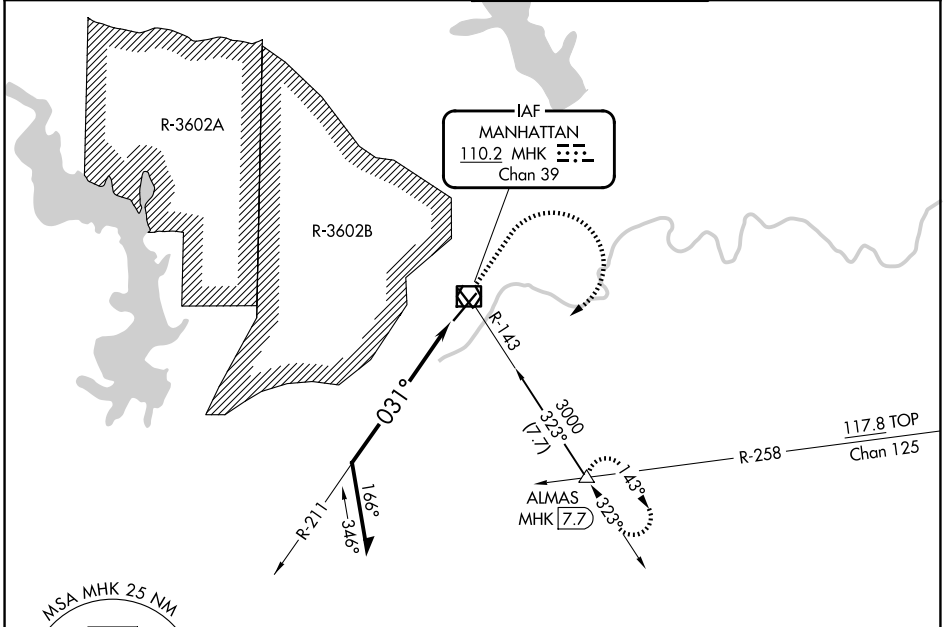 R-3602A
R-3602B
IAF
MANHATTAN
110.2 MHK
Chan 39
R-143
3000
323°
(7.7)
031°
117.8 TOP
Chan 125
R-258
ALMAS
MHK 7.7
143°
323°
166°
346°
R-211
MSA MHK 25 NM